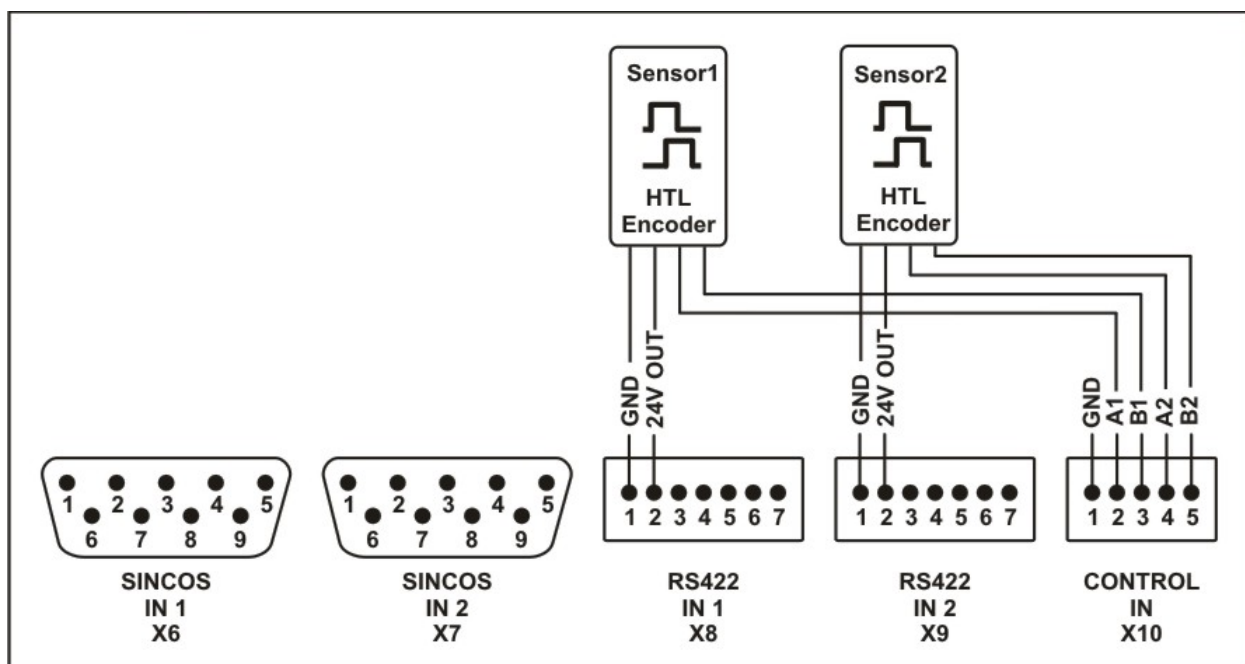 Sensor1
HTL
Encoder
Sensor2
HTL
Encoder
GND
24V OUT
GND
24V OUT
GND
A1
B1
A2
B2
1 2 3 4 5
6 7 8 9
SINCOS
IN 1
X6
1 2 3 4 5
6 7 8 9
SINCOS
IN 2
X7
1 2 3 4 5 6 7
RS422
IN 1
X8
1 2 3 4 5 6 7
RS422
IN 2
X9
1 2 3 4 5
CONTROL
IN
X10